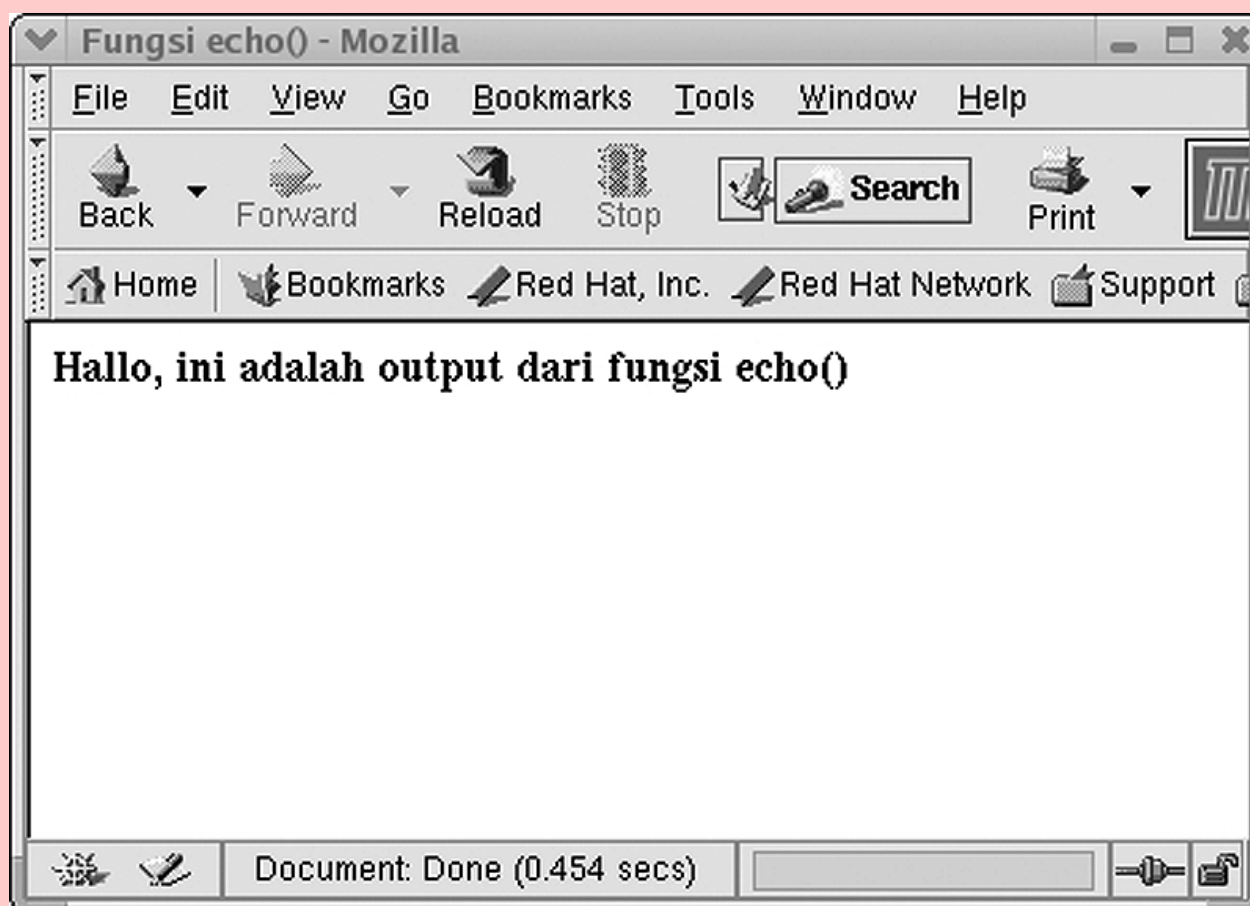 Fungsi echo() - Mozilla
File Edit View Go Bookmarks Tools Window Help
Back Forward Reload Stop Search Print
Home Bookmarks Red Hat, Inc. Red Hat Network Support
Hallo, ini adalah output dari fungsi echo()
Document: Done (0.454 secs)